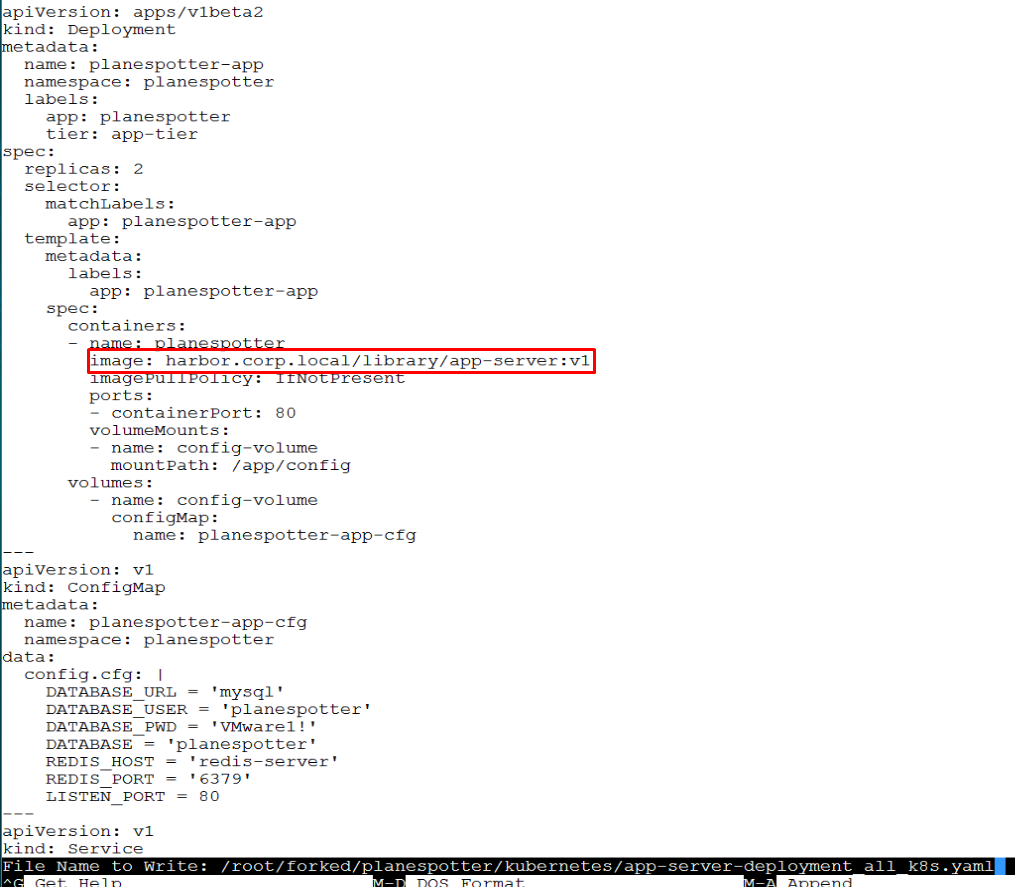 apiVersion: apps/v1beta2
kind: Deployment
metadata:
  name: planespotter-app
  namespace: planespotter
  labels:
    app: planespotter
    tier: app-tier
spec:
  replicas: 2
  selector:
    matchLabels:
      app: planespotter-app
  template:
    metadata:
      labels:
        app: planespotter-app
    spec:
      containers:
      - name: planespotter
        image: harbor.corp.local/library/app-server:v1
        imagePullPolicy: IfNotPresent
        ports:
        - containerPort: 80
        volumeMounts:
        - name: config-volume
          mountPath: /app/config
      volumes:
        - name: config-volume
          configMap:
            name: planespotter-app-cfg
---
apiVersion: v1
kind: ConfigMap
metadata:
  name: planespotter-app-cfg
  namespace: planespotter
data:
  config.cfg: |
    DATABASE_URL = 'mysql'
    DATABASE_USER = 'planespotter'
    DATABASE_PWD = 'VMware1!'
    DATABASE = 'planespotter'
    REDIS_HOST = 'redis-server'
    REDIS_PORT = '6379'
    LISTEN_PORT = 80
---
apiVersion: v1
kind: Service
File Name to Write: /root/forked/planespotter/kubernetes/app-server-deployment_all_k8s.yaml
^G Get Help M-D DOS Format M-A Append